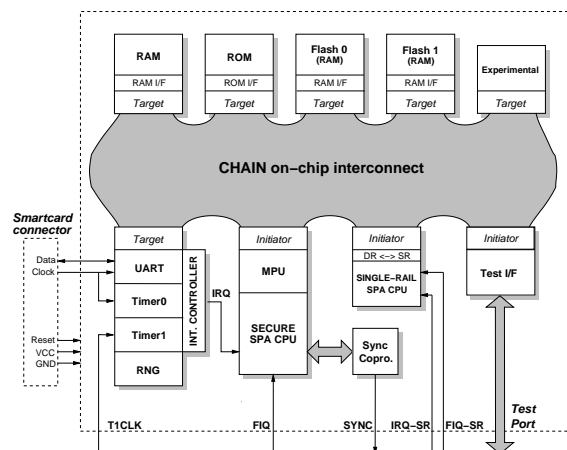 RAM
RAM I/F
Target
ROM
ROM I/F
Target
Flash 0
(RAM)
RAM I/F
Target
Flash 1
(RAM)
RAM I/F
Target
Experimental
Target
CHAIN on−chip interconnect
Smartcard
connector
Data
Clock
Reset
VCC
GND
Target
UART
Timer0
Timer1
RNG
INT. CONTROLLER
IRQ
Initiator
MPU
SECURE
SPA CPU
Initiator
DR <−> SR
SINGLE−RAIL
SPA CPU
Sync
Copro.
Initiator
Test I/F
T1CLK
FIQ
SYNC
IRQ−SR
FIQ−SR
Test
Port